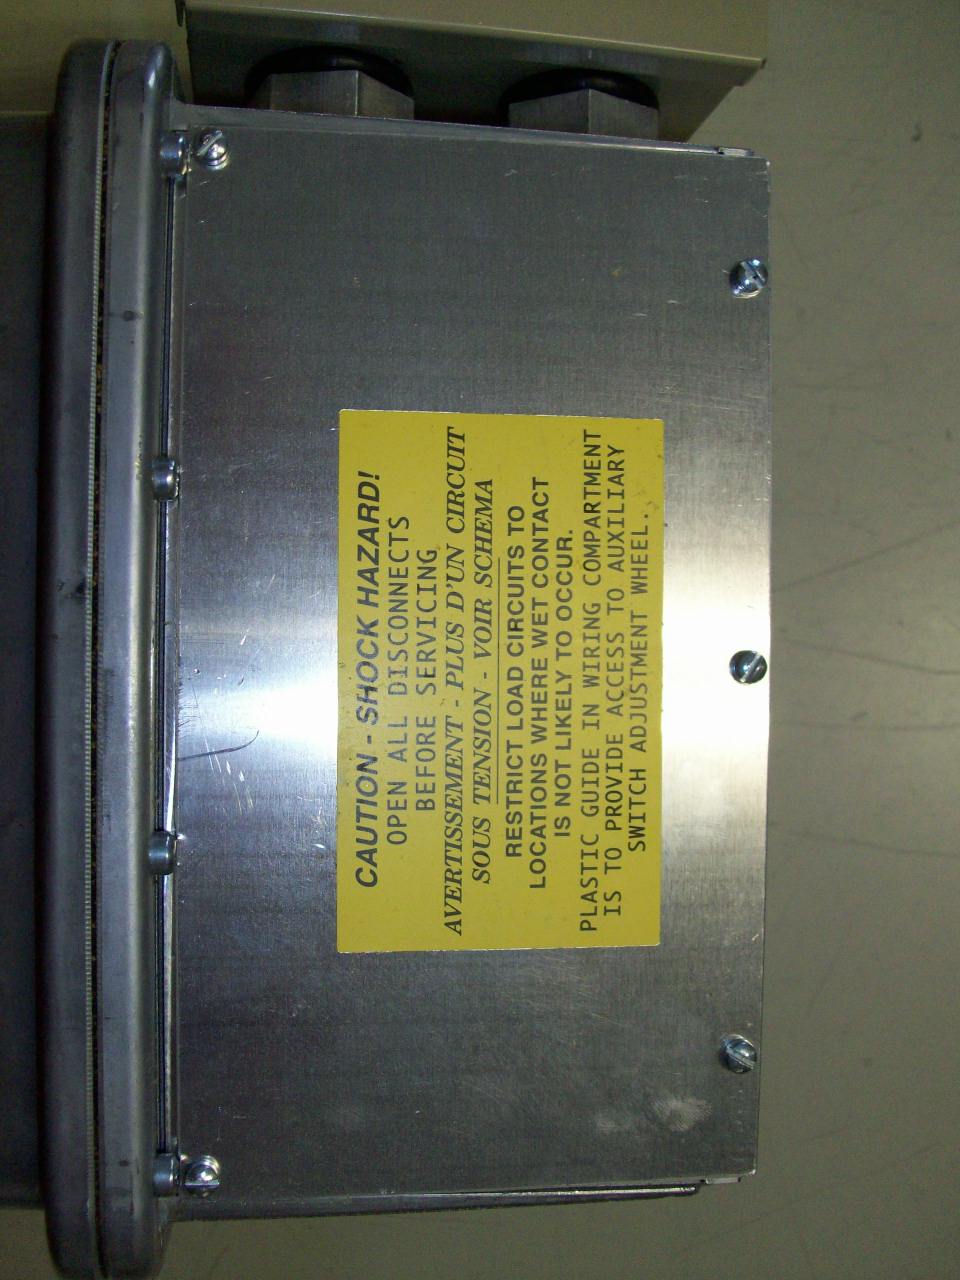 CAUTION - SHOCK HAZARD!
OPEN ALL DISCONNECTS
BEFORE SERVICING
AVERTISSEMENT - PLUS D'UN CIRCUIT
SOUS TENSION - VOIR SCHEMA
RESTRICT LOAD CIRCUITS TO
LOCATIONS WHERE WET CONTACT
IS NOT LIKELY TO OCCUR.
PLASTIC GUIDE IN WIRING COMPARTMENT
IS TO PROVIDE ACCESS TO AUXILIARY
SWITCH ADJUSTMENT WHEEL.